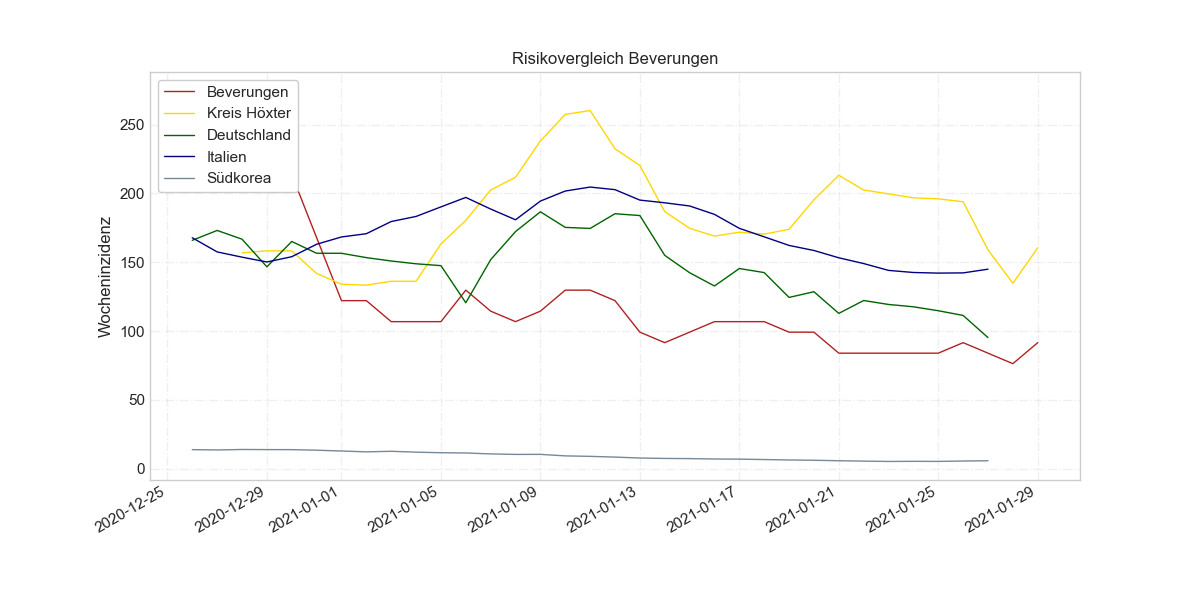 Risikovergleich Beverungen
Beverungen
Kreis Höxter
Deutschland
Italien
Südkorea
Wocheninzidenz
250
200
150
100
50
0
2020-12-25
2020-12-29
2021-01-01
2021-01-05
2021-01-09
2021-01-13
2021-01-17
2021-01-21
2021-01-25
2021-01-29